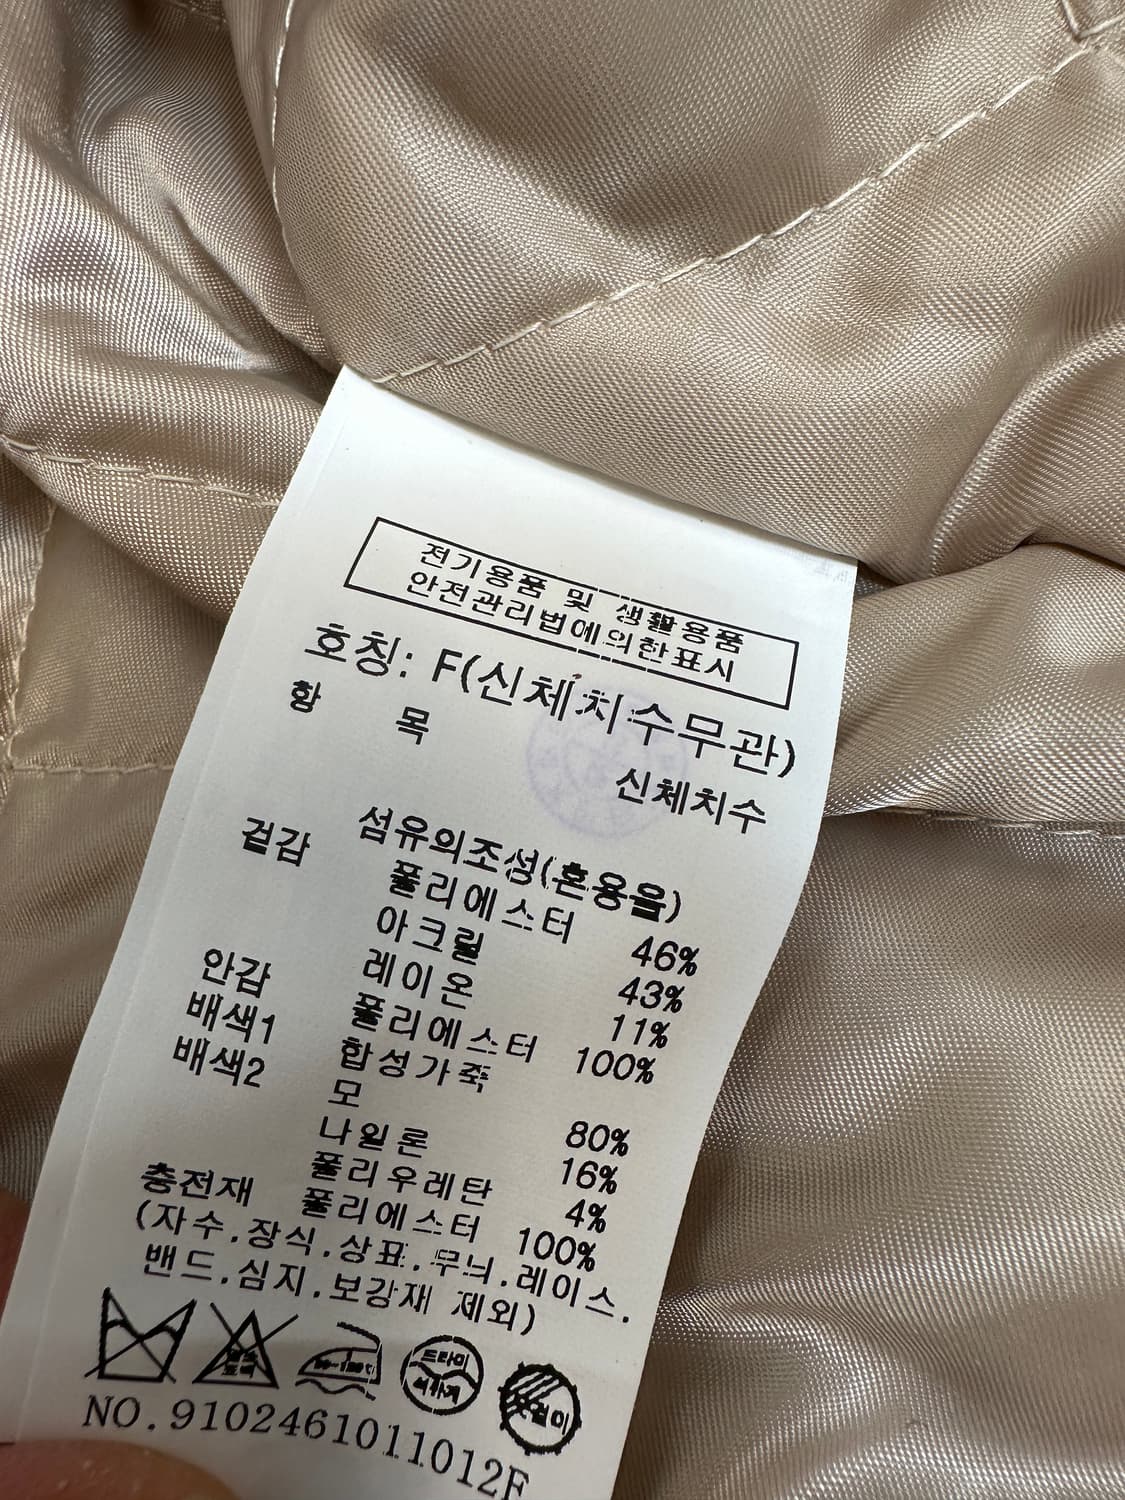 전기용품 및 생활용품
안전관리법에의한표시
호칭: F(신체치수무관)
항 목 신체치수
섬유의조성(혼용율)
겉감 폴리에스터 46%
아크릴 43%
레이온 11%
안감 폴리에스터 100%
배색1 합성가죽
배색2 모 80%
나일론 16%
폴리우레탄 4%
충전재 폴리에스터 100%
(자수.장식.상표.무늬.레이스.
밴드.심지.보강재 제외)
드라이
석유계
옷걸이
NO.9102461011012F